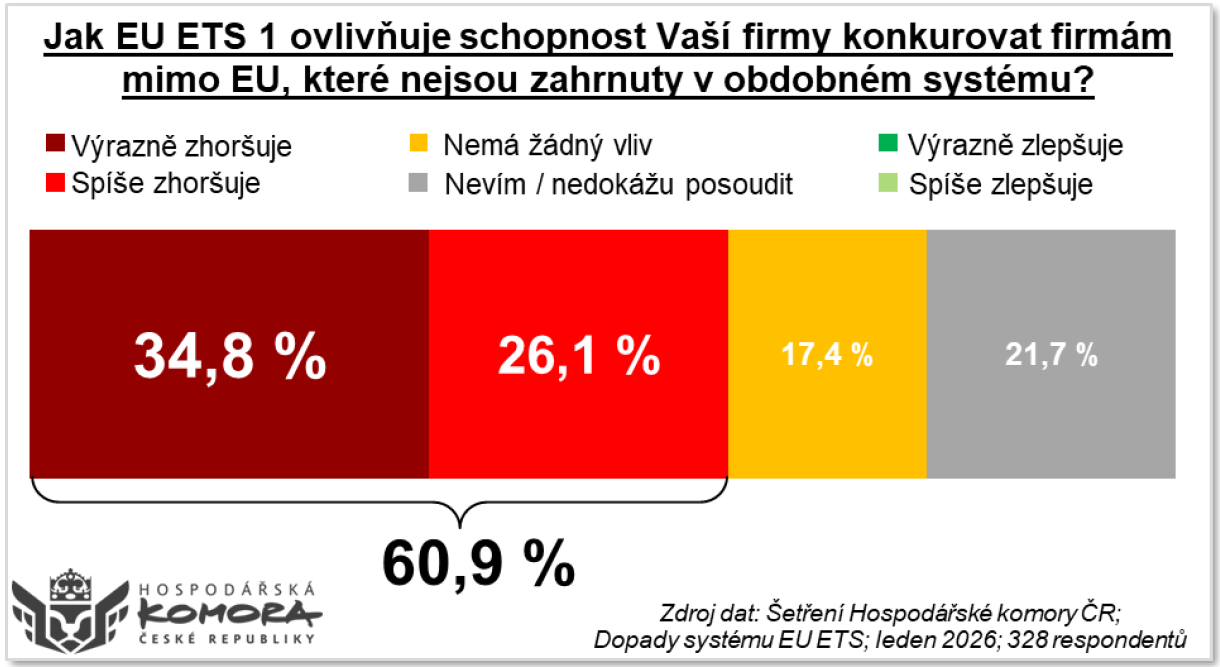 Jak EU ETS 1 ovlivňuje schopnost Vaší firmy konkurovat firmám
mimo EU, které nejsou zahrnuty v obdobném systému?
Výrazně zhoršuje
Nemá žádný vliv
Výrazně zlepšuje
Spíše zhoršuje
Nevím / nedokážu posoudit
Spíše zlepšuje
34,8 %
26,1 %
17,4 %
21,7 %
60,9 %
HOSPODÁŘSKÁ
KOMORA
ČESKÉ REPUBLIKY
Zdroj dat: Šetření Hospodářské komory ČR;
Dopady systému EU ETS; leden 2026; 328 respondentů